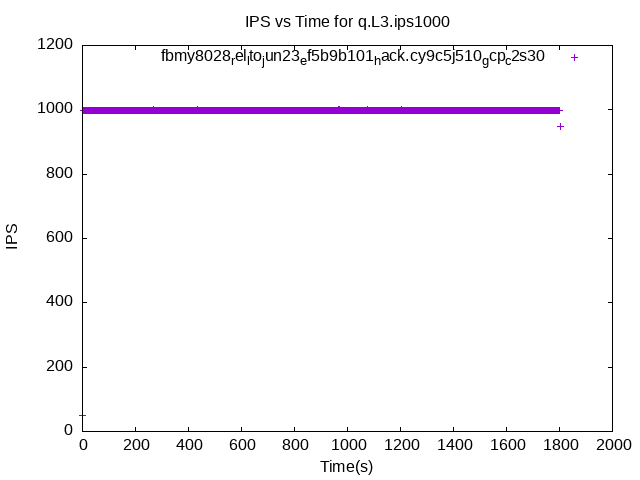 IPS vs Time for q.L3.ips1000
fbmy8028relltojun23ef5b9b101hack.cy9c5j510gcpc2s30
1200
1000
800
600
400
200
0
IPS
0 200 400 600 800 1000 1200 1400 1600 1800 2000
Time(s)